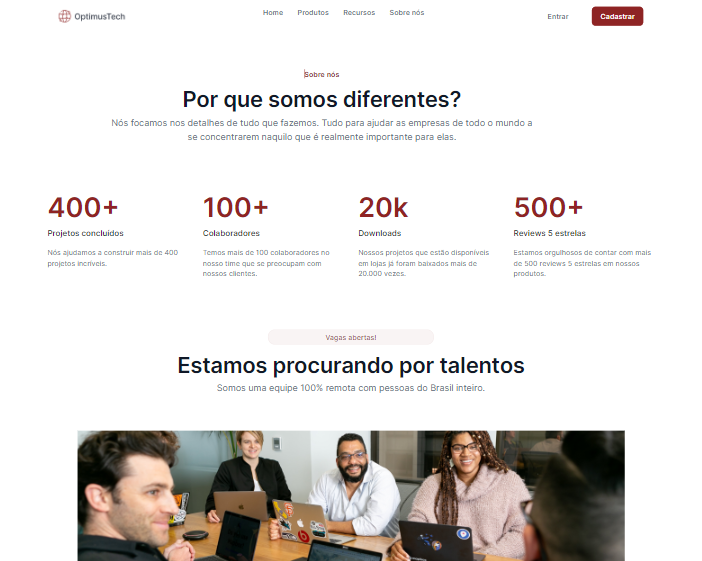 OptimusTech
Home Produtos Recursos Sobre nós
Entrar
Cadastrar
Sobre nós
Por que somos diferentes?
Nós focamos nos detalhes de tudo que fazemos. Tudo para ajudar as empresas de todo o mundo a
se concentrarem naquilo que é realmente importante para elas.
400+
Projetos concluídos
Nós ajudamos a construir mais de 400
projetos incríveis.
100+
Colaboradores
Temos mais de 100 colaboradores no
nosso time que se preocupam com
nossos clientes.
20k
Downloads
Nossos projetos que estão disponíveis
em lojas já foram baixados mais de
20.000 vezes.
500+
Reviews 5 estrelas
Estamos orgulhosos de contar com mais
de 500 reviews 5 estrelas em nossos
produtos.
Vagas abertas!
Estamos procurando por talentos
Somos uma equipe 100% remota com pessoas do Brasil inteiro.